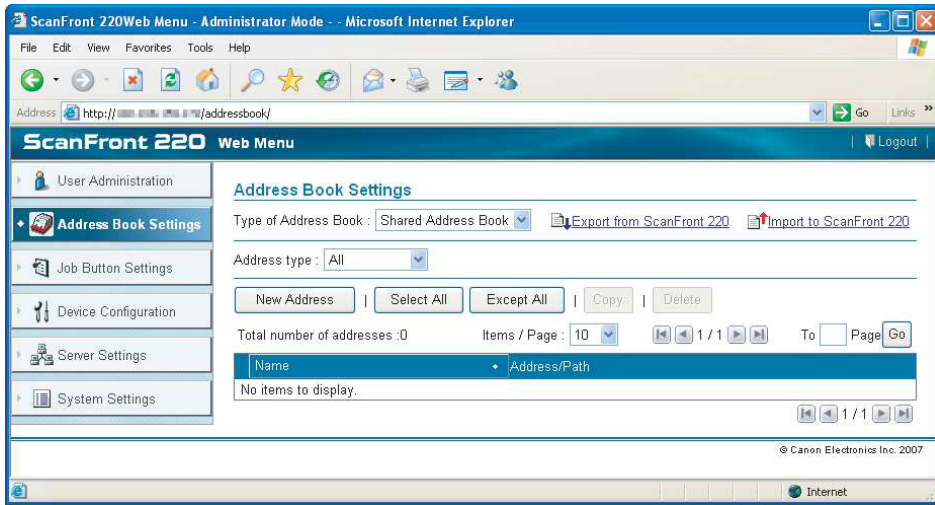 ScanFront 220Web Menu - Administrator Mode - - Microsoft Internet Explorer
File Edit View Favorites Tools Help
Address http:// /addressbook/ Go Links »
ScanFront 220 Web Menu | Logout |
User Administration
Address Book Settings
Job Button Settings
Device Configuration
Server Settings
System Settings
Address Book Settings
Type of Address Book : Shared Address Book Export from ScanFront 220 Import to ScanFront 220
Address type : All
New Address | Select All Except All | Copy | Delete
Total number of addresses :0 Items / Page : 10 1 / 1 To Page Go
Name Address/Path
No items to display.
1 / 1
© Canon Electronics Inc. 2007
Internet